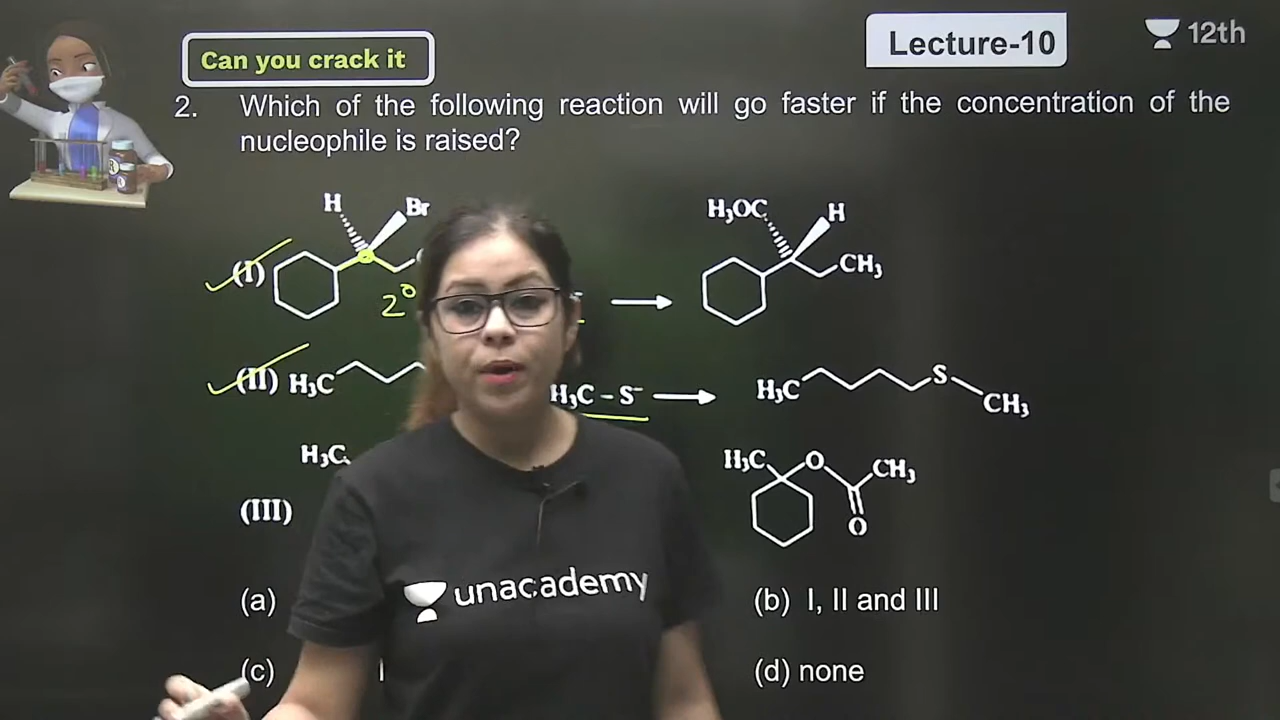 Can you crack it
Lecture-10
12th
2. Which of the following reaction will go faster if the concentration of the
nucleophile is raised?
H Br
H₃OC H
(I)
CH₃
2°
(II) H₃C
H₃C – S⁻
H₃C S
CH₃
H₃C
H₃C O CH₃
(III)
O
unacademy
(a)
(b) I, II and III
(c)
(d) none